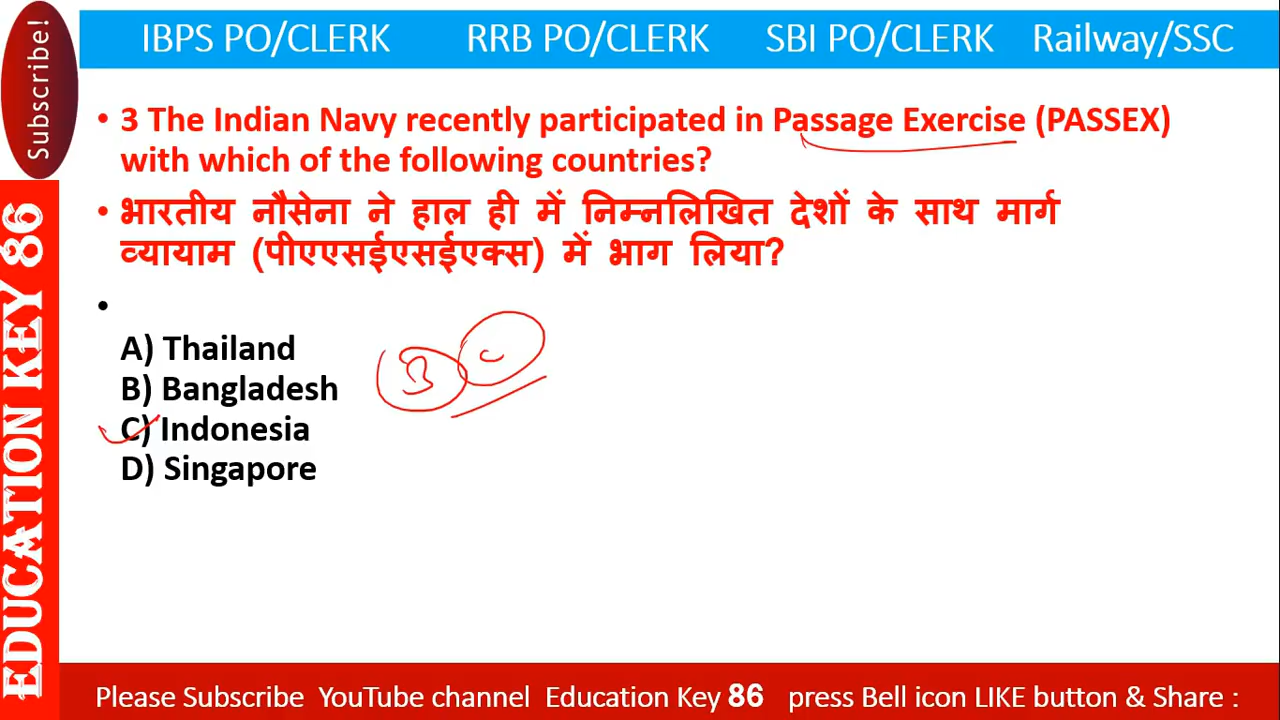 Subscribe!
IBPS PO/CLERK RRB PO/CLERK SBI PO/CLERK Railway/SSC
• 3 The Indian Navy recently participated in Passage Exercise (PASSEX)
with which of the following countries?
• भारतीय नौसेना ने हाल ही में निम्नलिखित देशों के साथ मार्ग
व्यायाम (पीएएसईएसईएक्स) में भाग लिया?
•
A) Thailand
B) Bangladesh
C) Indonesia
D) Singapore
B C
EDUCATION KEY 86
Please Subscribe YouTube channel Education Key 86 press Bell icon LIKE button & Share :